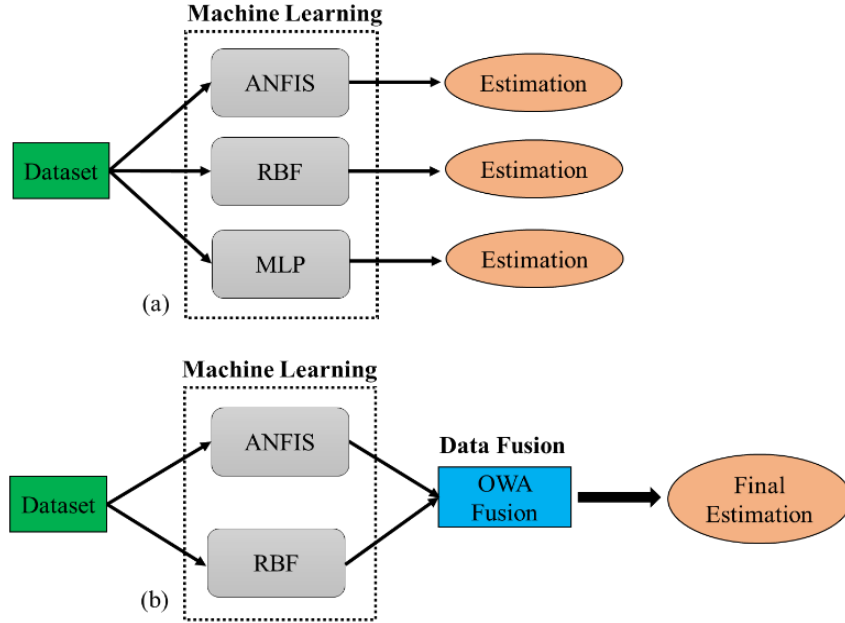 Machine Learning
ANFIS
Estimation
Dataset
RBF
Estimation
MLP
Estimation
(a)
Machine Learning
ANFIS
Data Fusion
Dataset
OWA
Fusion
Final
Estimation
RBF
(b)